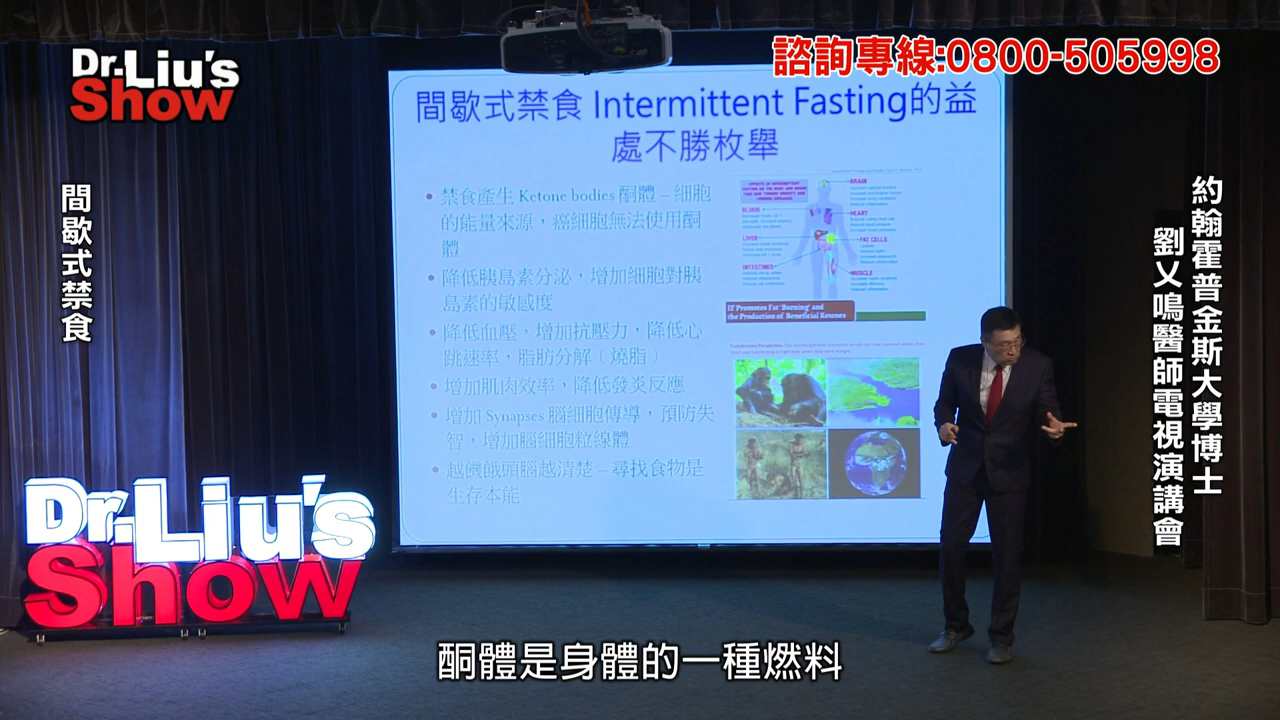 Dr.Liu's
Show
諮詢專線:0800-505998
間歇式禁食 Intermittent Fasting的益
處不勝枚舉
間歇式禁食
• 禁食產生 Ketone bodies 酮體 – 細胞
的能量來源，癌細胞無法使用酮
體
• 降低胰島素分泌，增加細胞對胰
島素的敏感度
• 降低血壓，增加抗壓力，降低心
跳速率、脂肪分解﹝燒脂﹞
• 增加肌肉效率，降低發炎反應
• 增加 Synapses 腦細胞傳導，預防失
智，增加腦細胞粒線體
• 越饑餓頭腦越清楚 – 尋找食物是
生存本能
BRAIN
BLOOD
HEART
LIVER
FAT CELLS
INTESTINES
MUSCLE
IF Promotes Fat 'Burning' and
the Production of Beneficial Ketones
約翰霍普金斯大學博士
劉乂鳴醫師電視演講會
Dr.Liu's
Show
酮體是身體的一種燃料